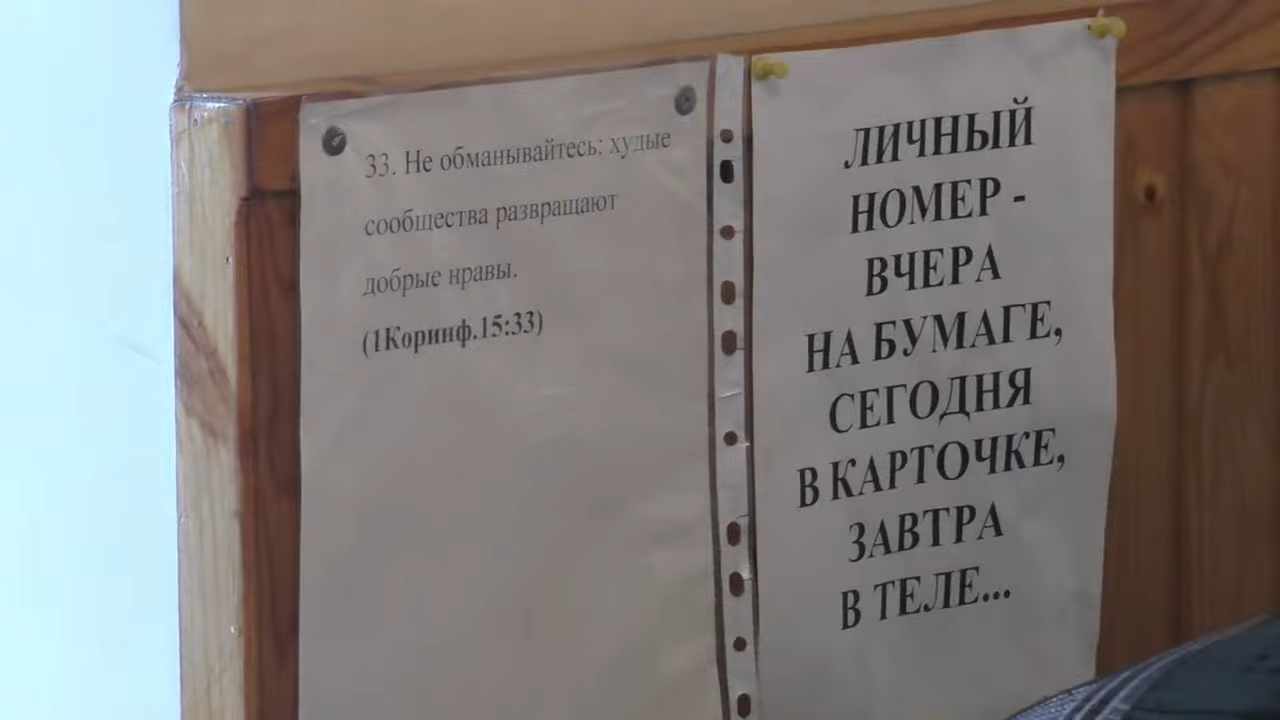 33. Не обманывайтесь: худые
сообщества развращают
добрые нравы.
(1Коринф.15:33)
ЛИЧНЫЙ
НОМЕР -
ВЧЕРА
НА БУМАГЕ,
СЕГОДНЯ
В КАРТОЧКЕ,
ЗАВТРА
В ТЕЛЕ...